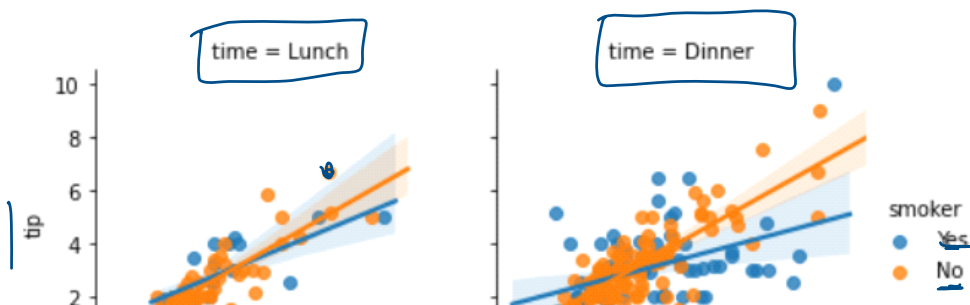 time = Lunch
time = Dinner
10
8
6
4
2
tip
smoker
Yes
No